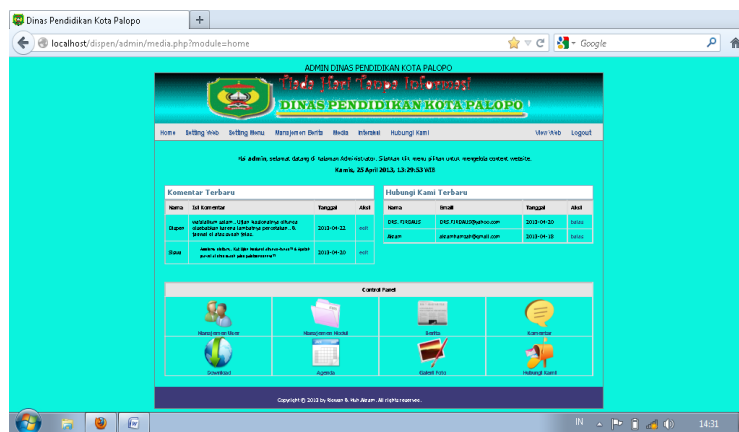 Dinas Pendidikan Kota Palopo
localhost/dispen/admin/media.php?module=home
Google
ADMIN DINAS PENDIDIKAN KOTA PALOPO
Tiada Hari Tanpa Informasi
DINAS PENDIDIKAN KOTA PALOPO
Home Setting Web Setting Menu Manajemen Berita Media Interaksi Hubungi Kami View Web Logout
Hai admin, selamat datang di halaman Administrator. Silahkan klik menu pilihan untuk mengelola content website.
Kamis, 25 April 2013, 13:29:53 WIB
Komentar Terbaru
Nama Isi Komentar Tanggal Aksi
Dispen
2013-04-22 edit
Siswa
2013-04-20 edit
Hubungi Kami Terbaru
Nama Email Tanggal Aksi
DRS.FIRDAUS DRS.FIRDAUS@yahoo.com 2013-04-20 balas
2013-04-18 balas
Control Panel
Manajemen User Manajemen Modul Berita Komentar
Download Agenda Galeri Foto Hubungi Kami
All rights reserved.
IN 14:31